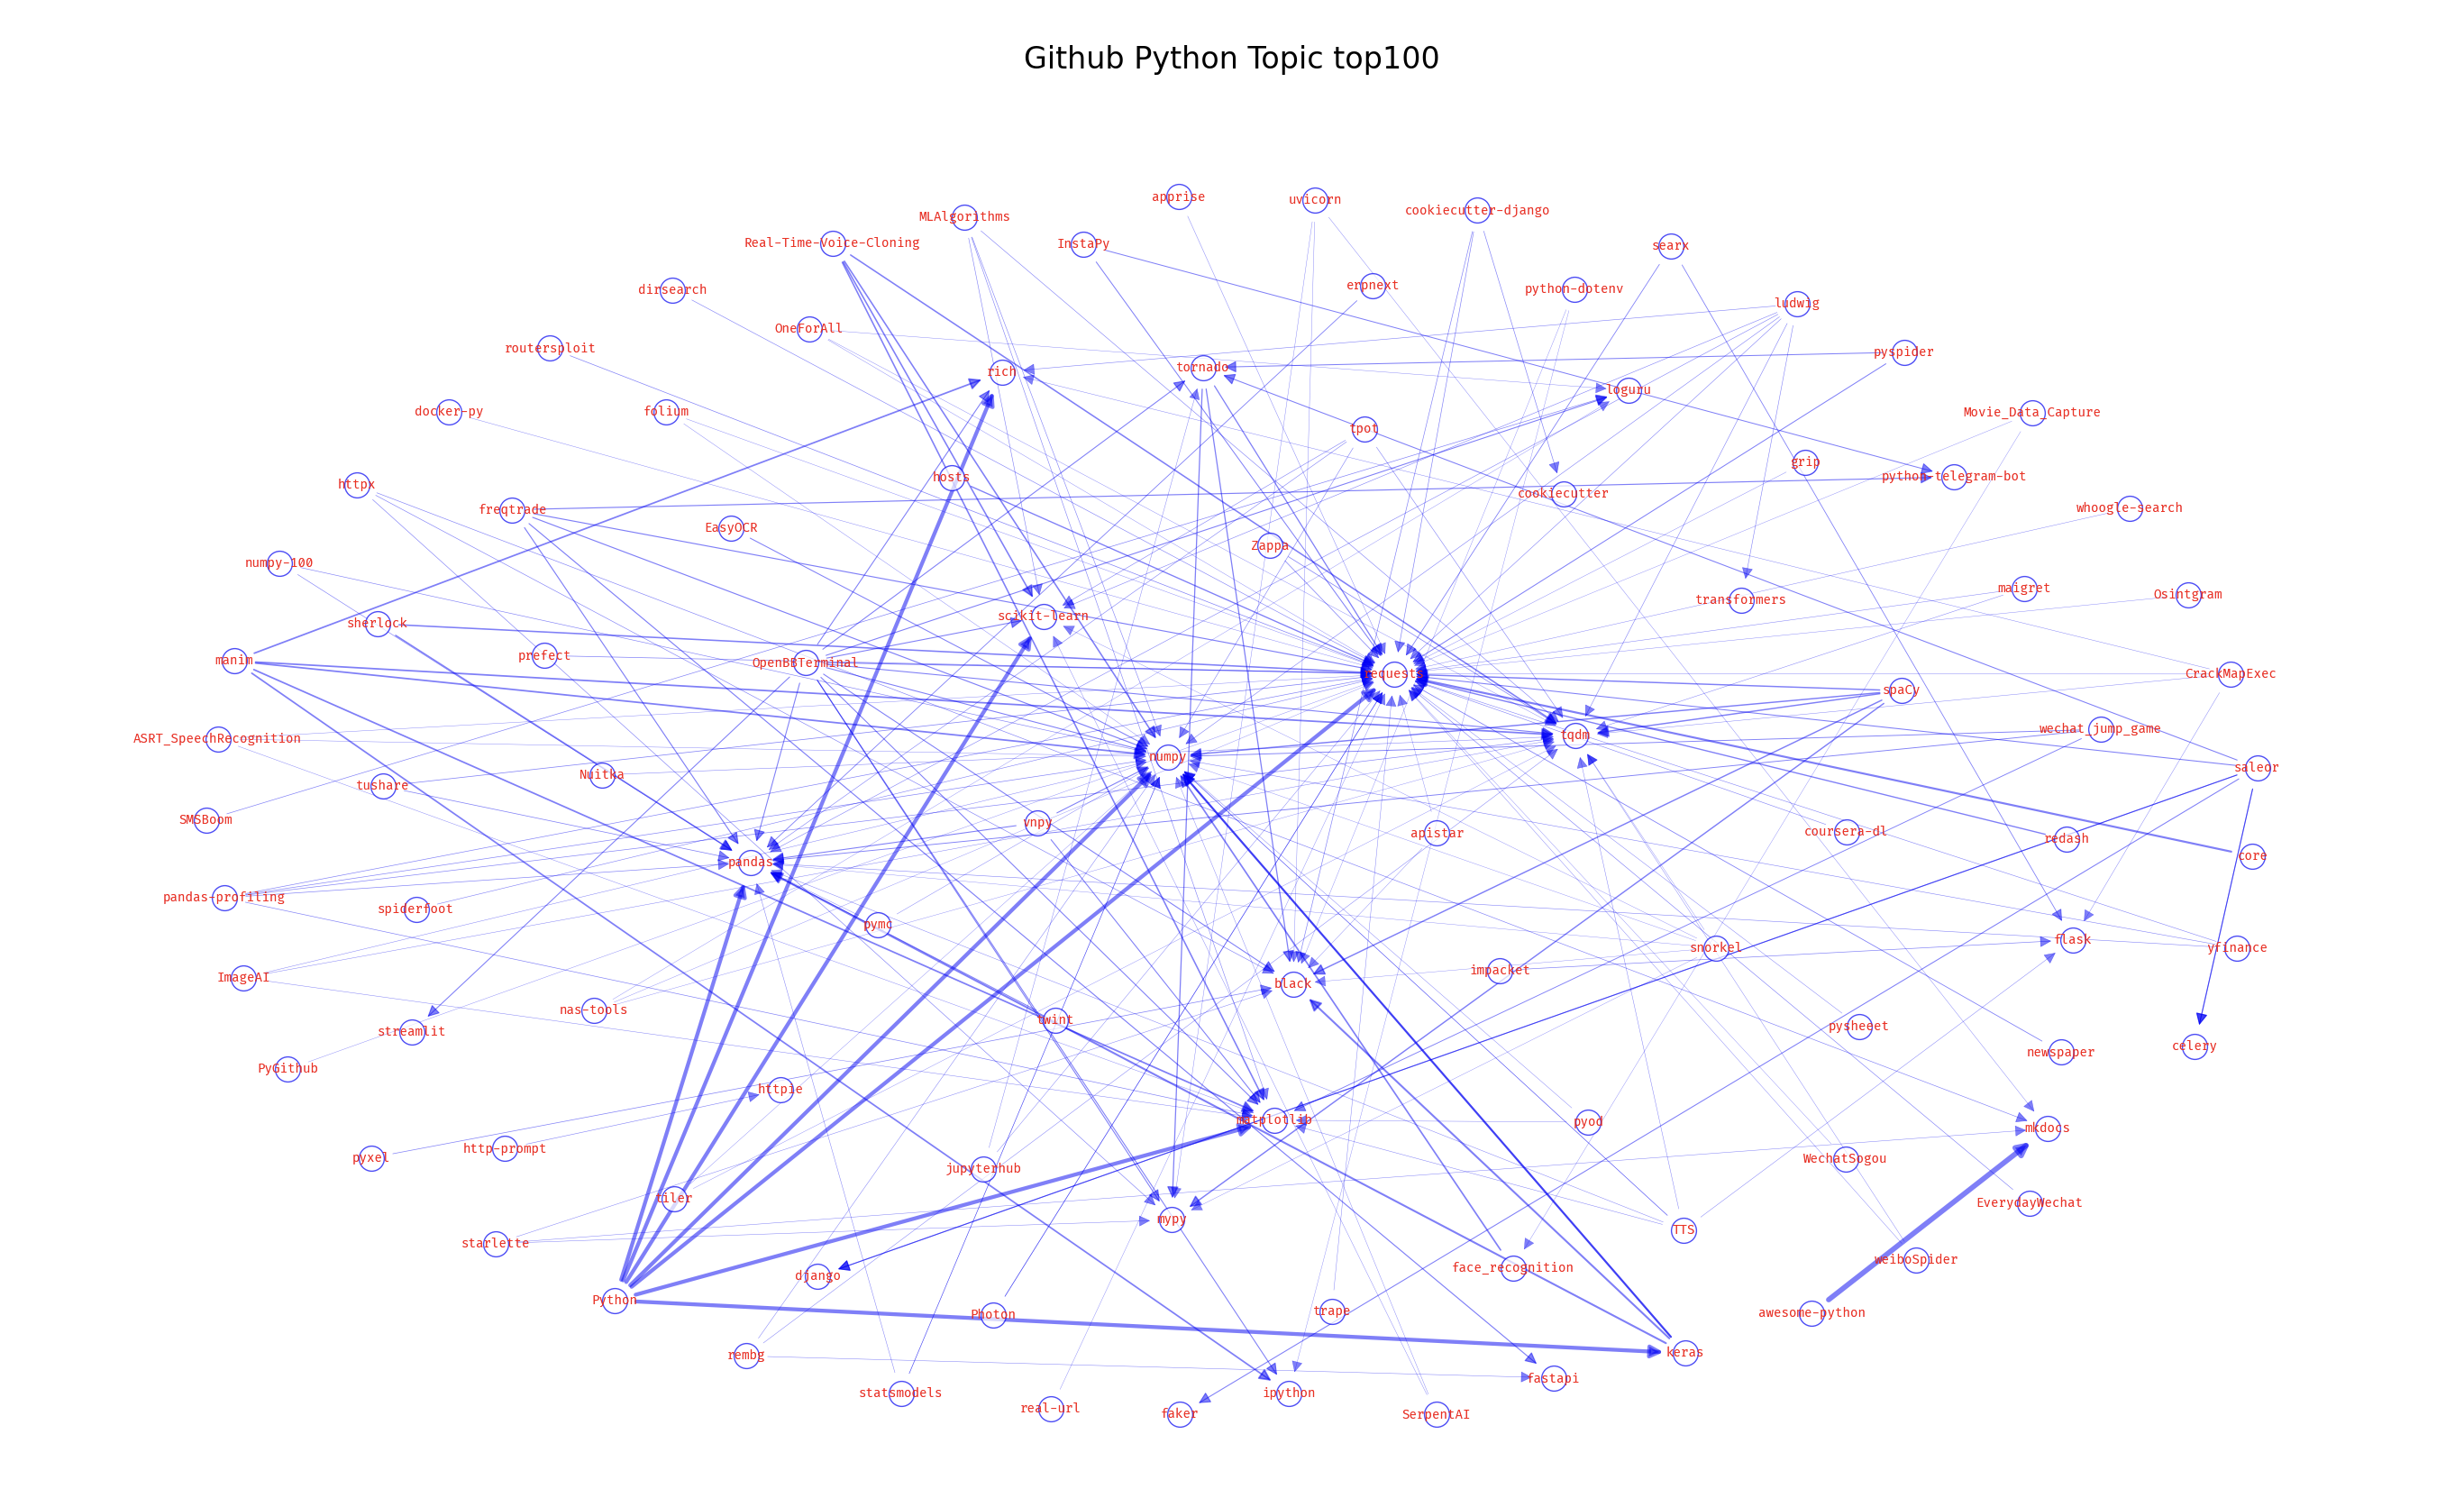 Github Python Topic top100
apprise
uvicorn
cookiecutter-django
MLAlgorithms
Real-Time-Voice-Cloning
InstaPy
searx
erpnext
python-dotenv
dirsearch
ludwig
OneForAll
routersploit
pyspider
tornado
rich
loguru
docker-py
folium
Movie_Data_Capture
tpot
grip
hosts
python-telegram-bot
httpx
cookiecutter
freqtrade
whoogle-search
EasyOCR
Zappa
numpy-100
maigret
Osintgram
transformers
scikit-learn
sherlock
prefect
manim
OpenBBTerminal
requests
CrackMapExec
spaCy
wechat_jump_game
tqdm
ASRT_SpeechRecognition
numpy
saleor
Nuitka
tushare
SMSBoom
vnpy
apistar
coursera-dl
redash
core
pandas
pandas-profiling
spiderfoot
pymc
flask
snorkel
yfinance
impacket
ImageAI
black
nas-tools
twint
pysheeet
streamlit
celery
newspaper
PyGithub
httpie
matplotlib
pyod
mkdocs
http-prompt
pyxel
WechatSogou
jupyterhub
tiler
EverydayWechat
mypy
TTS
starlette
weiboSpider
face_recognition
django
Python
Photon
trape
awesome-python
keras
rembg
fastapi
statsmodels
ipython
real-url
faker
SerpentAI